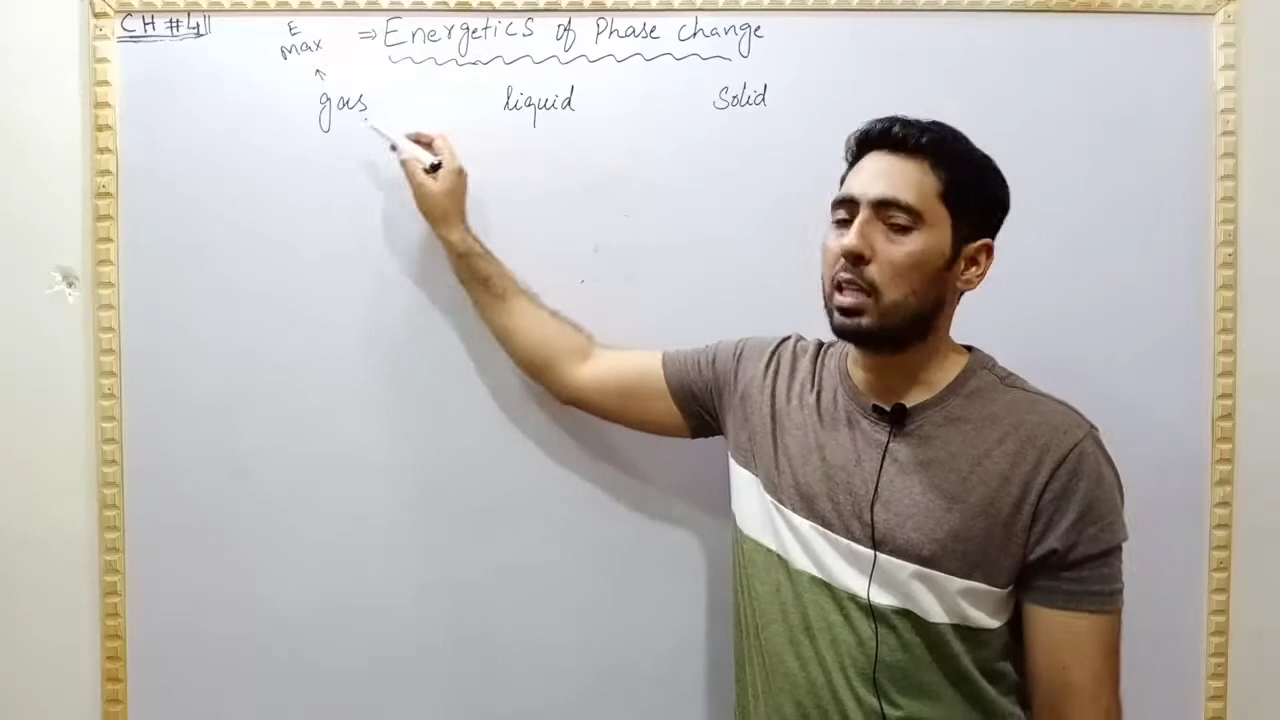 CH #4
E
max
⇒ Energetics of Phase change
gas liquid Solid